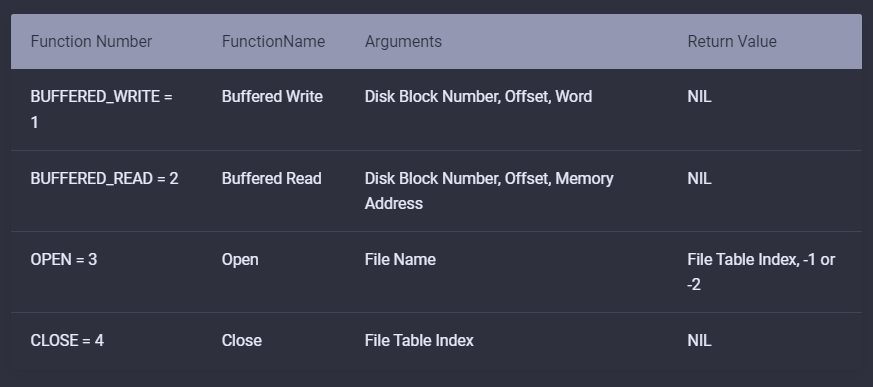 Function Number FunctionName Arguments Return Value
BUFFERED_WRITE = Buffered Write Disk Block Number, Offset, Word NIL
1
BUFFERED_READ = 2 Buffered Read Disk Block Number, Offset, Memory NIL
Address
OPEN = 3 Open File Name File Table Index, -1 or
-2
CLOSE = 4 Close File Table Index NIL